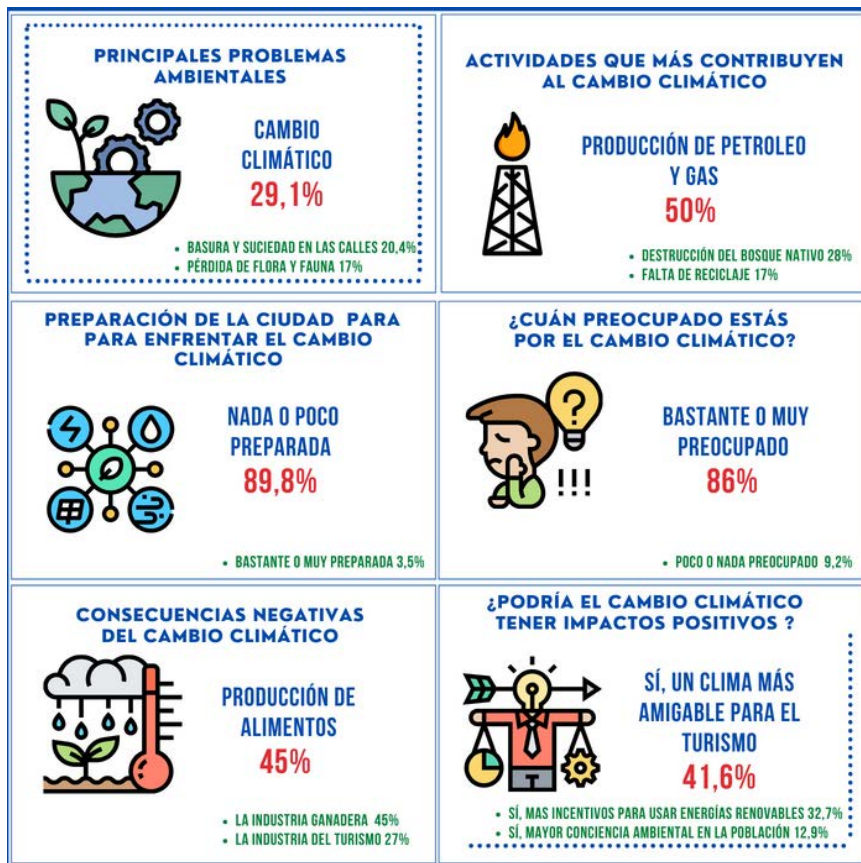 PRINCIPALES PROBLEMAS
AMBIENTALES
CAMBIO
CLIMÁTICO
29,1%
• BASURA Y SUCIEDAD EN LAS CALLES 20,4%
• PÉRDIDA DE FLORA Y FAUNA 17%
ACTIVIDADES QUE MÁS CONTRIBUYEN
AL CAMBIO CLIMÁTICO
PRODUCCIÓN DE PETROLEO
Y GAS
50%
• DESTRUCCIÓN DEL BOSQUE NATIVO 28%
• FALTA DE RECICLAJE 17%
PREPARACIÓN DE LA CIUDAD PARA
PARA ENFRENTAR EL CAMBIO
CLIMÁTICO
NADA O POCO
PREPARADA
89,8%
• BASTANTE O MUY PREPARADA 3,5%
¿CUÁN PREOCUPADO ESTÁS
POR EL CAMBIO CLIMÁTICO?
?
!!!
BASTANTE O MUY
PREOCUPADO
86%
• POCO O NADA PREOCUPADO 9,2%
CONSECUENCIAS NEGATIVAS
DEL CAMBIO CLIMÁTICO
PRODUCCIÓN DE
ALIMENTOS
45%
• LA INDUSTRIA GANADERA 45%
• LA INDUSTRIA DEL TURISMO 27%
¿PODRÍA EL CAMBIO CLIMÁTICO
TENER IMPACTOS POSITIVOS ?
SÍ, UN CLIMA MÁS
AMIGABLE PARA EL
TURISMO
41,6%
• SÍ, MAS INCENTIVOS PARA USAR ENERGÍAS RENOVABLES 32,7%
• SÍ, MAYOR CONCIENCIA AMBIENTAL EN LA POBLACIÓN 12,9%